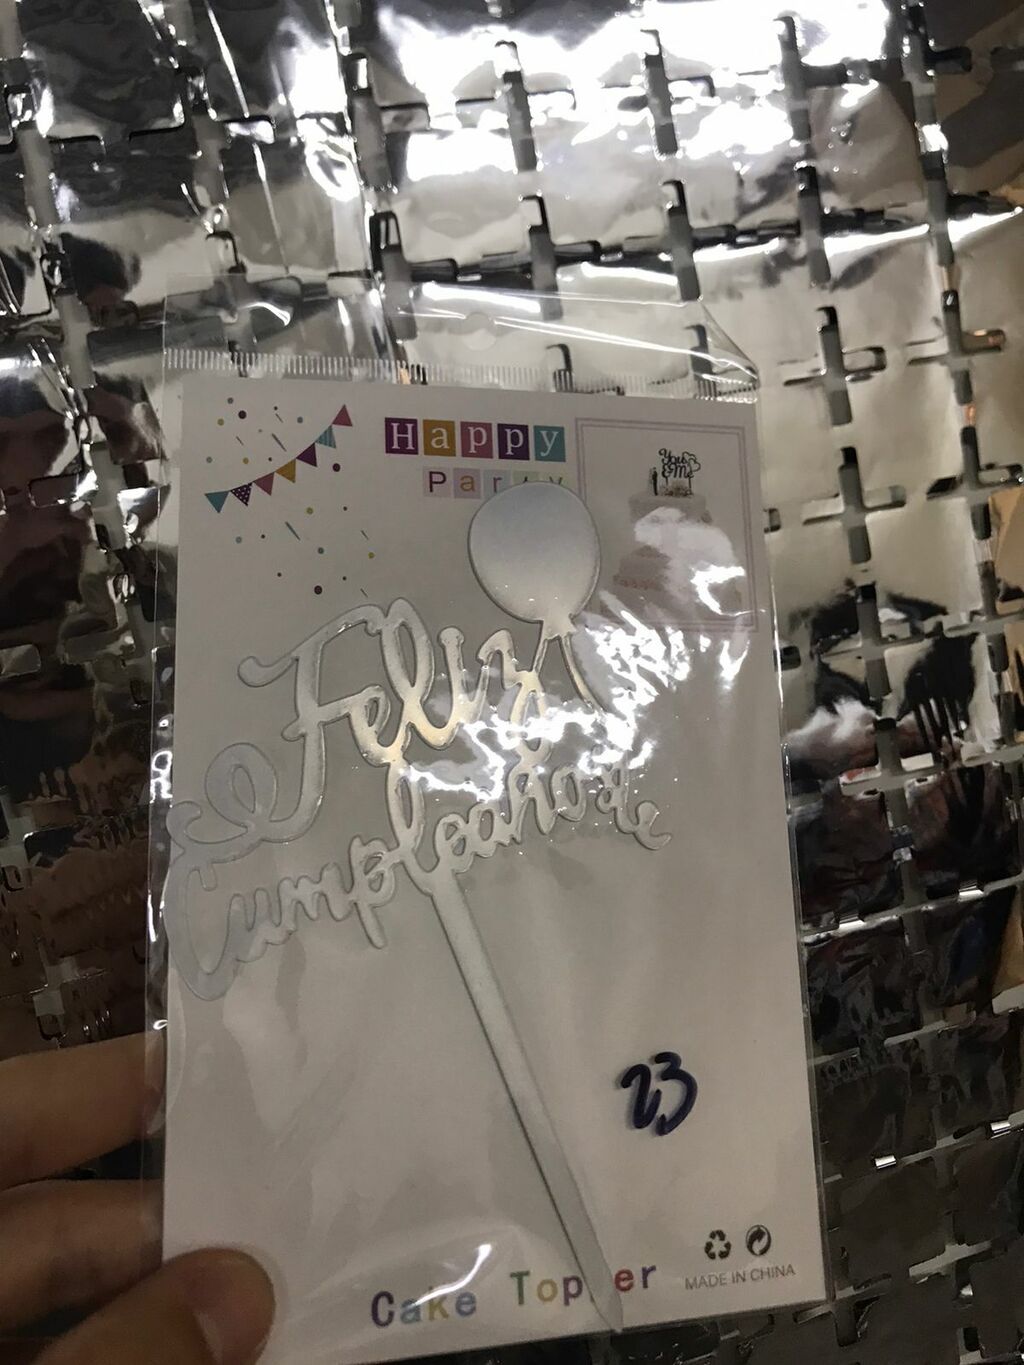 Happy
Party
You
& Me
Feliz
Cumpleaños
23
Cake Topper
MADE IN CHINA